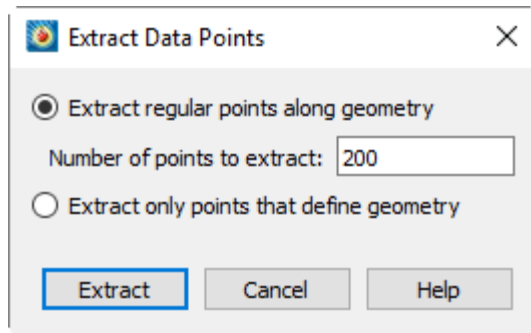 Extract Data Points
Extract regular points along geometry
Number of points to extract: 200
Extract only points that define geometry
Extract Cancel Help